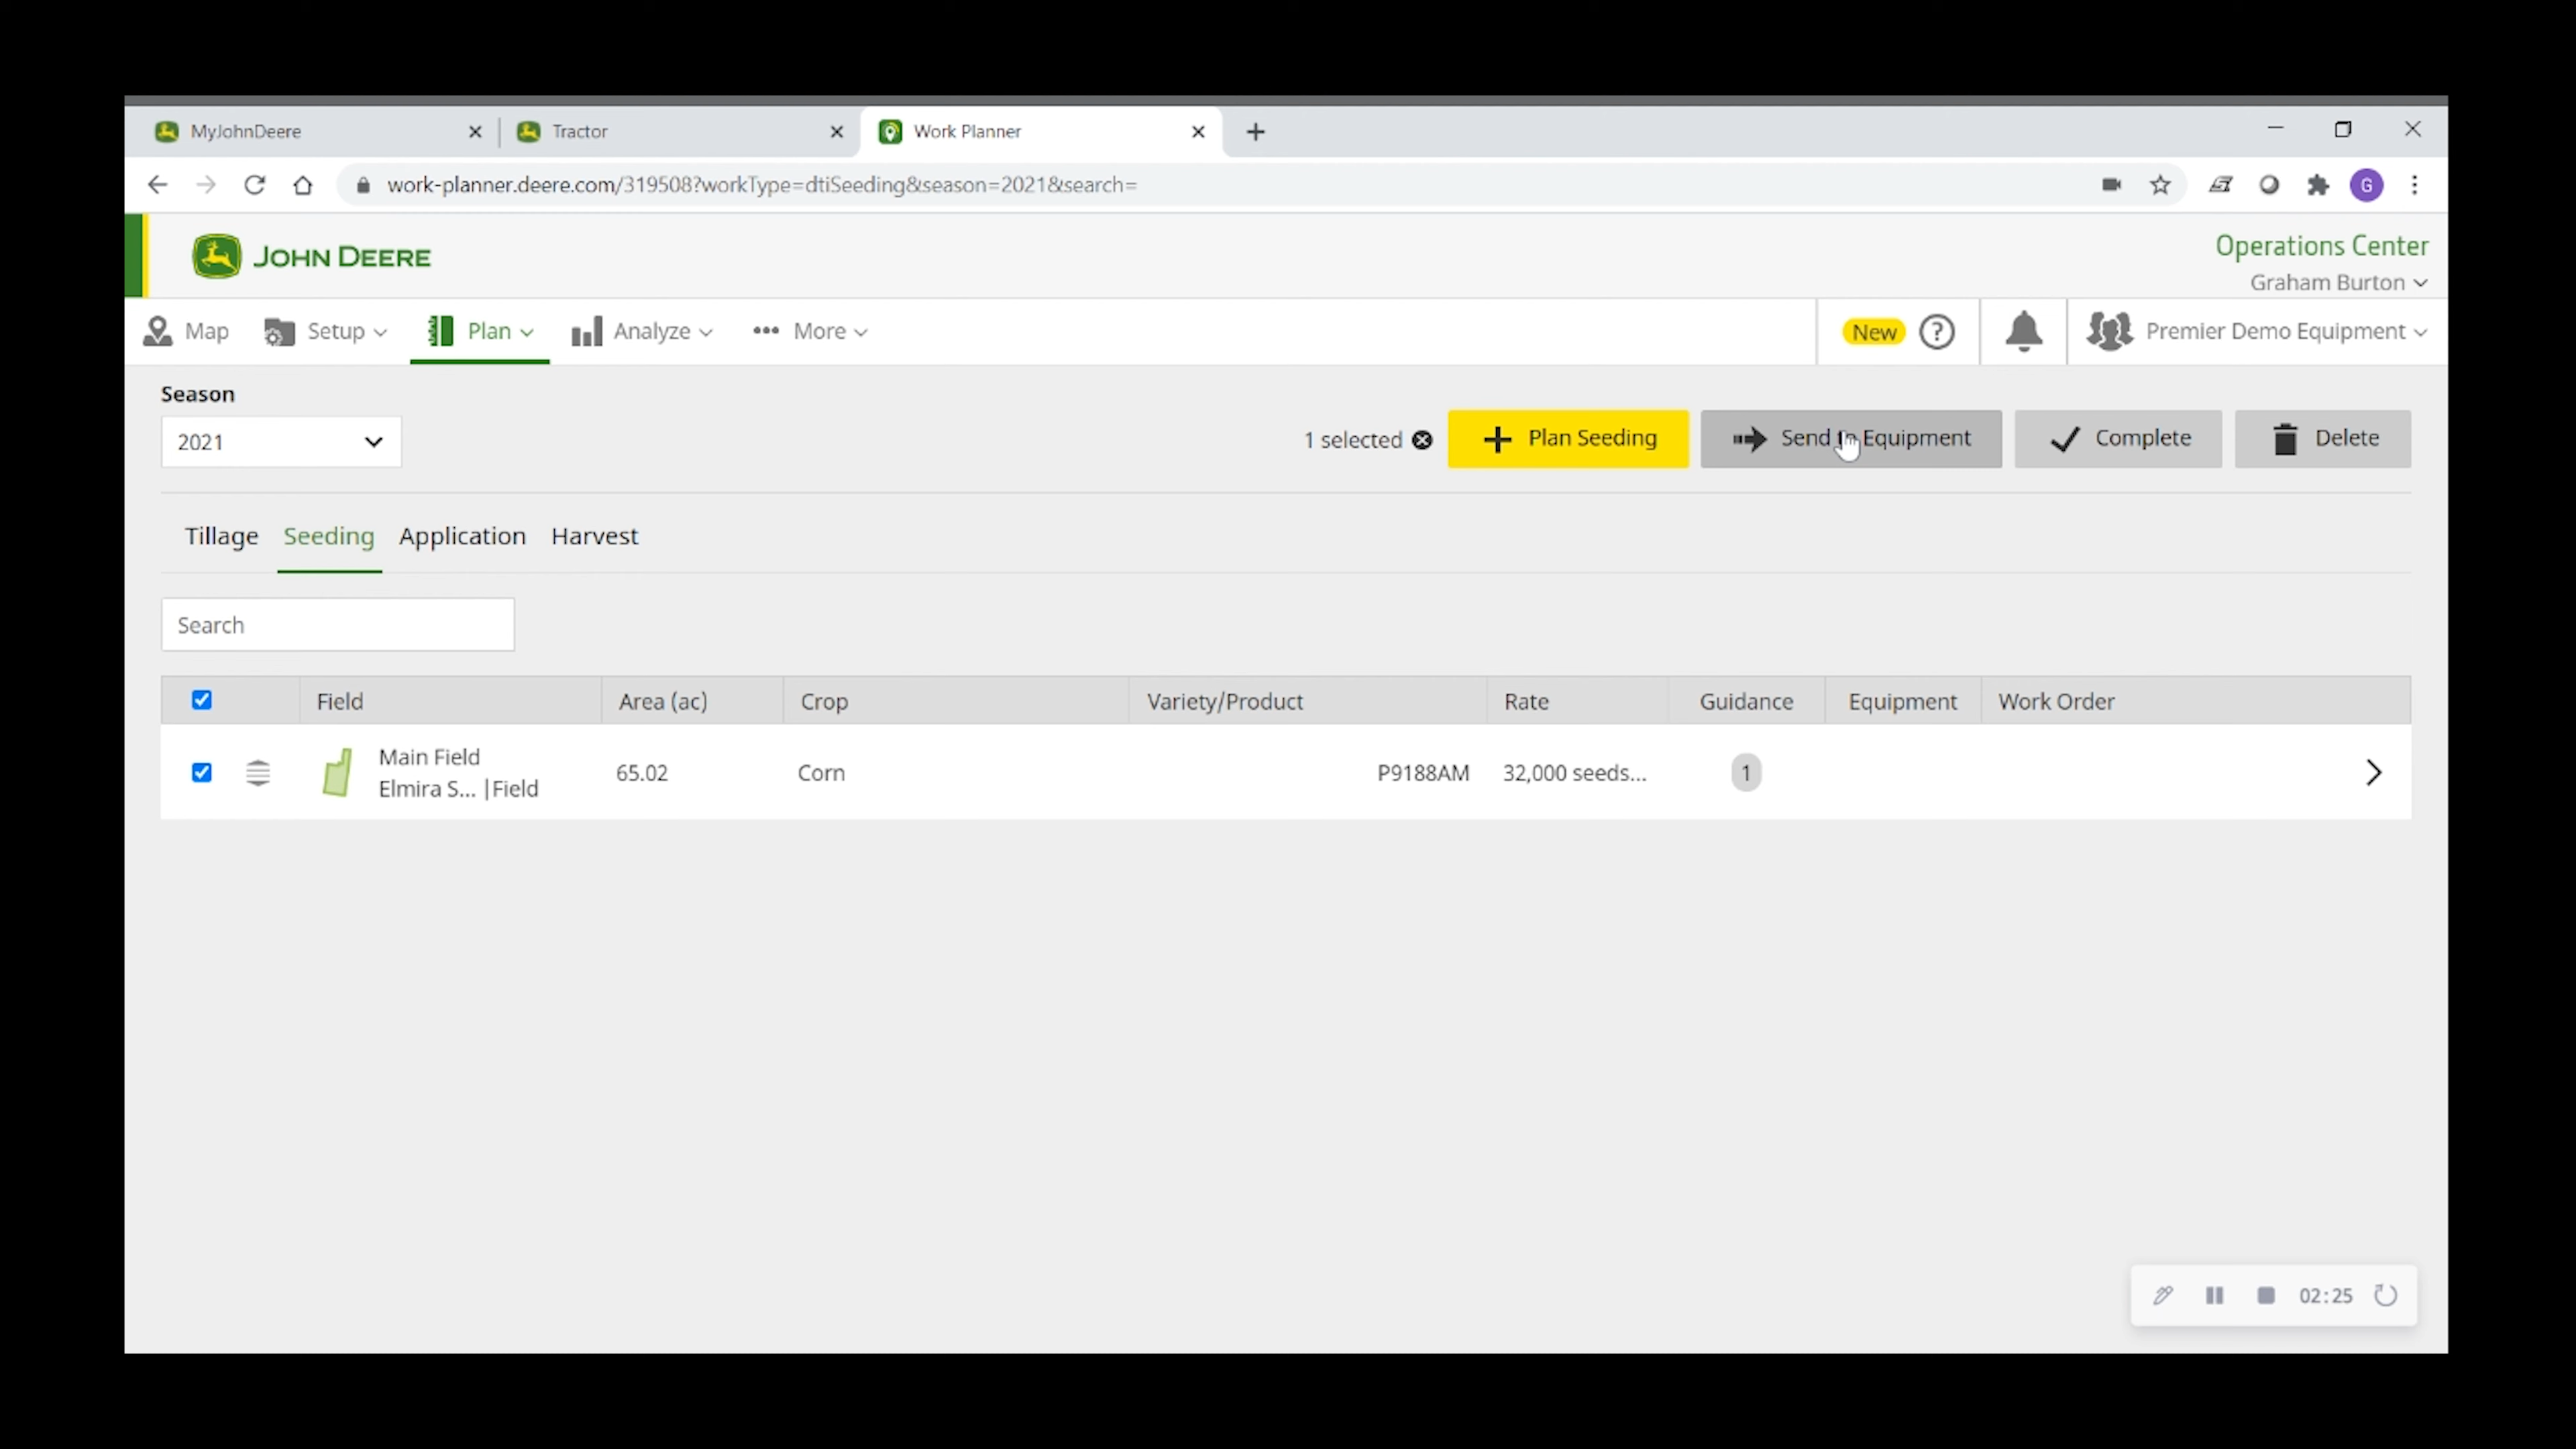 MyJohnDeere
Tractor
Work Planner
work-planner.deere.com/319508?workType=dtiSeeding&season=2021&search=
G
JOHN DEERE
Operations Center
Graham Burton
Map
Setup
Plan
Analyze
More
New
Premier Demo Equipment
Season
2021
1 selected
Plan Seeding
Send to Equipment
Complete
Delete
Tillage
Seeding
Application
Harvest
Search
Field
Area (ac)
Crop
Variety/Product
Rate
Guidance
Equipment
Work Order
Main Field
Elmira S... |Field
65.02
Corn
P9188AM
32,000 seeds...
1
02:25